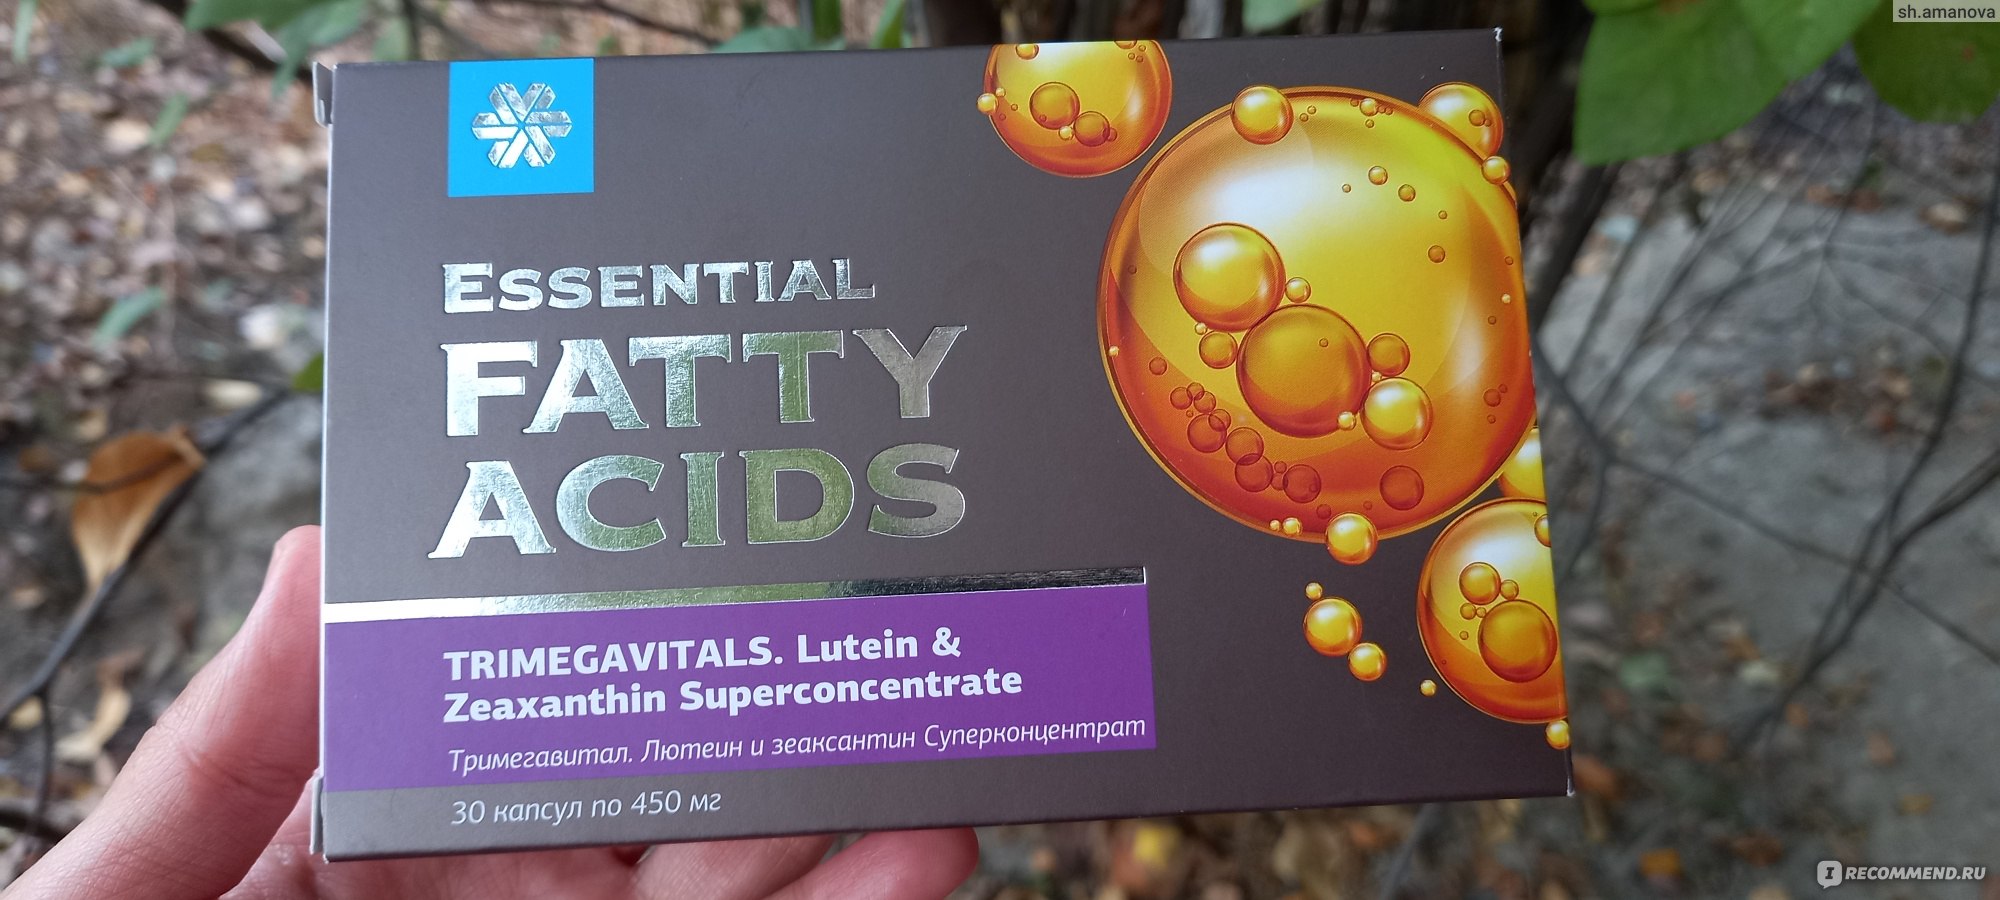 sh.amanova
ESSENTIAL
FATTY
ACIDS
TRIMEGAVITALS. Lutein &
Zeaxanthin Superconcentrate
Тримегавитал. Лютеин и зеаксантин Суперконцентрат
30 капсул по 450 мг
IRECOMMEND.RU